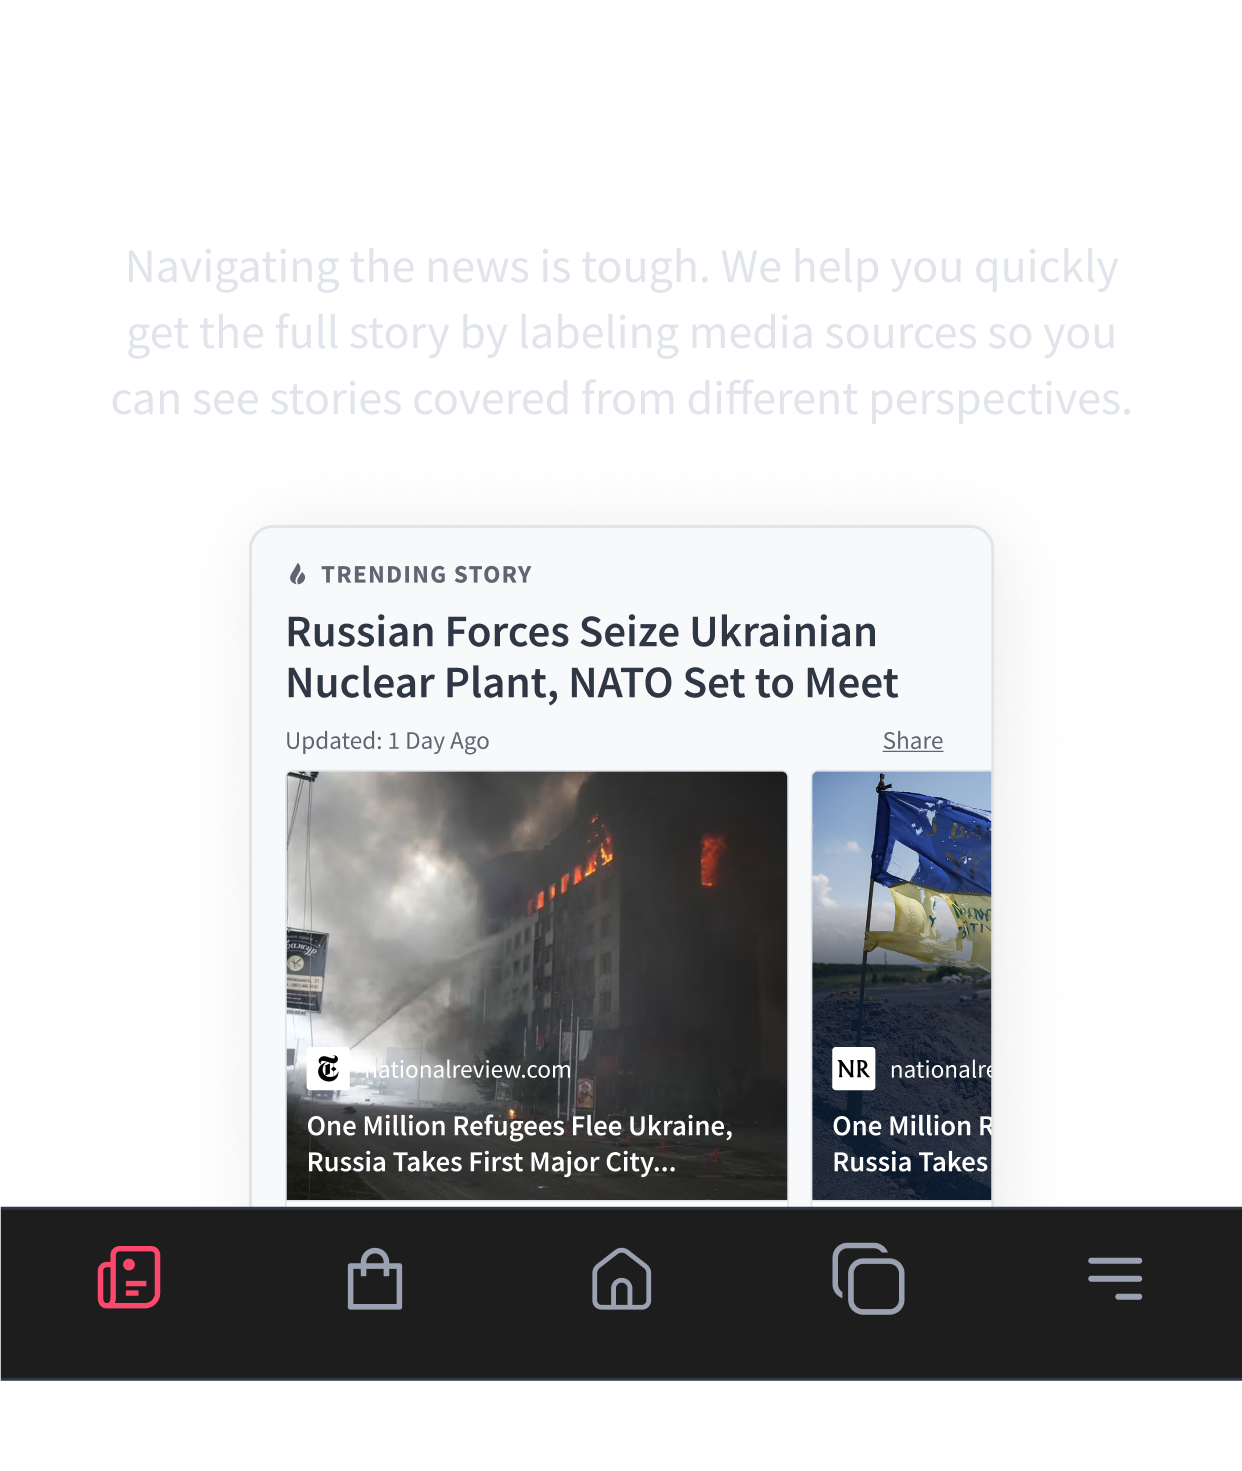 Navigating the news is tough. We help you quickly
get the full story by labeling media sources so you
can see stories covered from different perspectives.
TRENDING STORY
Russian Forces Seize Ukrainian
Nuclear Plant, NATO Set to Meet
Updated: 1 Day Ago
Share
T nationalreview.com
One Million Refugees Flee Ukraine,
Russia Takes First Major City...
NR nationalre
One Million R
Russia Takes